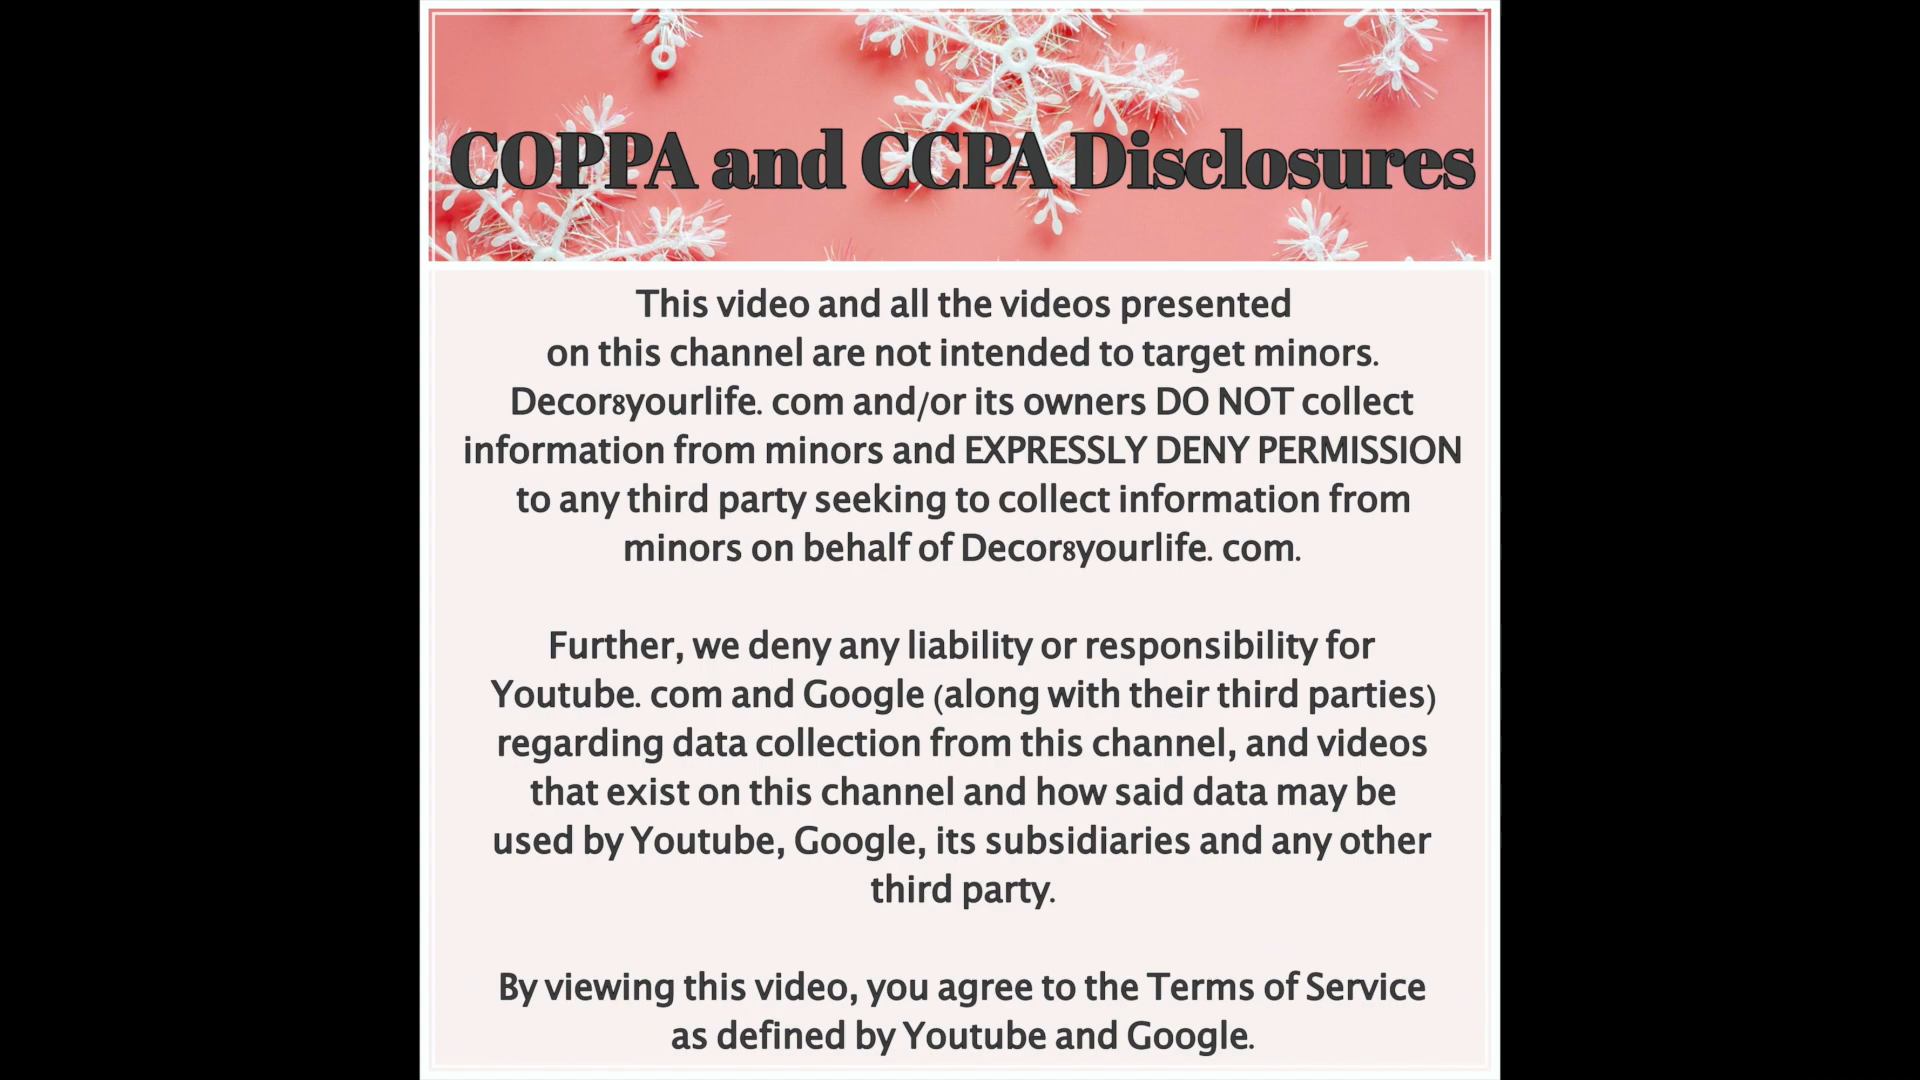 COPPA and CCPA Disclosures
This video and all the videos presented
on this channel are not intended to target minors.
Decor8yourlife. com and/or its owners DO NOT collect
information from minors and EXPRESSLY DENY PERMISSION
to any third party seeking to collect information from
minors on behalf of Decor8yourlife. com.
Further, we deny any liability or responsibility for
Youtube. com and Google (along with their third parties)
regarding data collection from this channel, and videos
that exist on this channel and how said data may be
used by Youtube, Google, its subsidiaries and any other
third party.
By viewing this video, you agree to the Terms of Service
as defined by Youtube and Google.